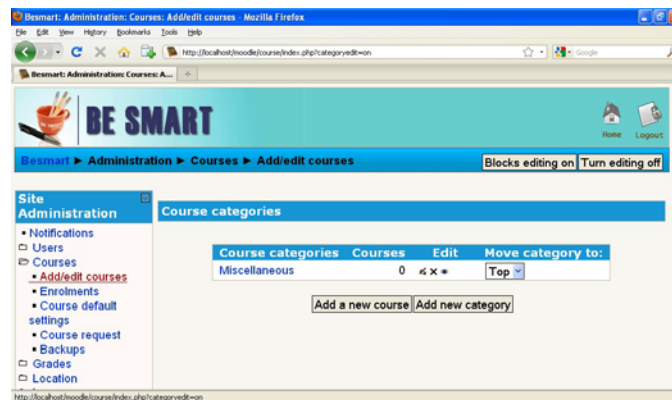 Besmart: Administration: Courses: Add/edit courses - Mozilla Firefox
File Edit View History Bookmarks Tools Help
http://localhost/moodle/course/index.php?categoryedit=on
Google
Besmart: Administration: Courses: A...
BE SMART
Home Logout
Besmart ► Administration ► Courses ► Add/edit courses
Blocks editing on Turn editing off
Site
Administration
Course categories
Notifications
Users
Courses
Add/edit courses
Enrolments
Course default
settings
Course request
Backups
Grades
Location
Course categories Courses Edit Move category to:
Miscellaneous 0 Top
Add a new course Add new category
http://localhost/moodle/course/index.php?categoryedit=on